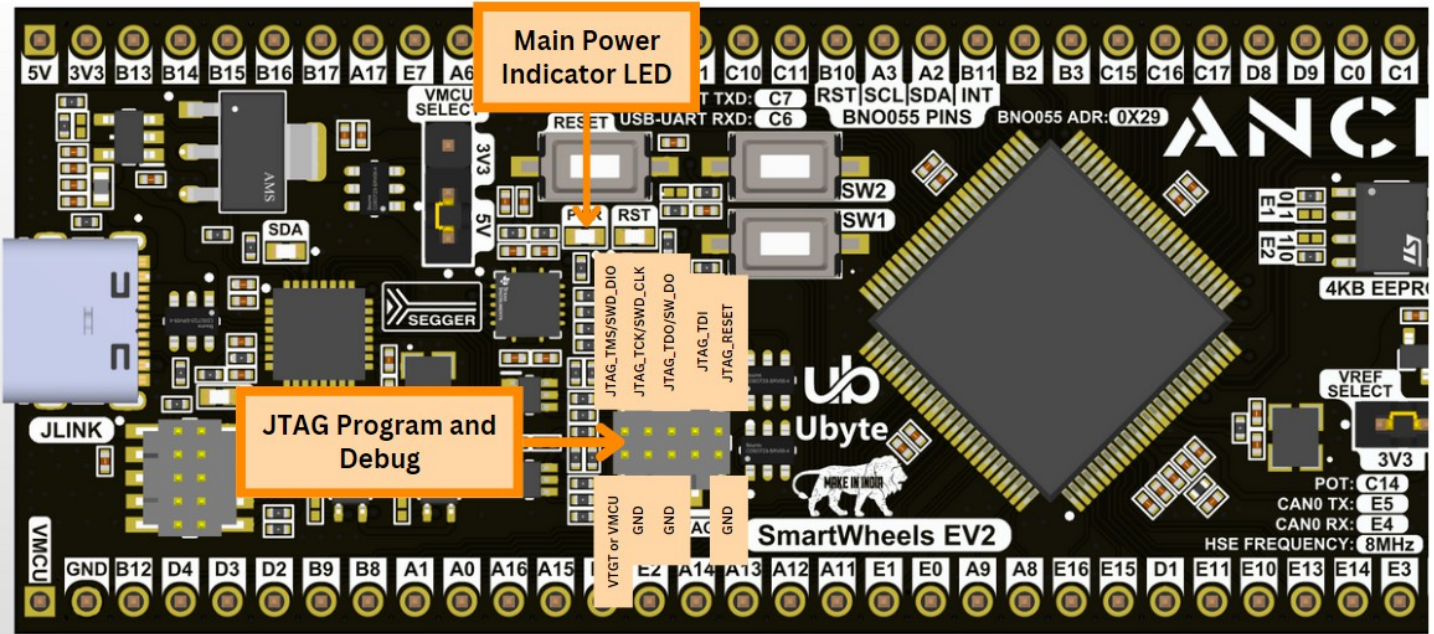 Main Power
Indicator LED
5V 3V3 B13 B14 B15 B16 B17 A17 E7 A6 C10 C11 B10 A3 A2 B11 B2 B3 C15 C16 C17 D8 D9 C0 C1
VMCU
SELECT
3V3
5V
TXD: C7
USB-UART RXD: C6
RST|SCL|SDA|INT
BNO055 PINS
BNO055 ADR: 0X29
RESET
SW2
SW1
AMS
SDA
RST
E1
0
1
E2
1
0
4KB
SEGGER
JTAG_TMS/SWD_DIO
JTAG_TCK/SWD_CLK
JTAG_TDO/SW_DO
JTAG_TDI
JTAG_RESET
JTAG Program and
Debug
JLINK
ub
Ubyte
MAKE IN INDIA
VREF
SELECT
3V3
POT: C14
CAN0 TX: E5
CAN0 RX: E4
HSE FREQUENCY: 8MHz
VTGT or VMCU
GND
GND
GND
SmartWheels EV2
VMCU
GND B12 D4 D3 D2 B9 B8 A1 A0 A16 A15 E2 A14 A13 A12 A11 E1 E0 A9 A8 E16 E15 D1 E11 E10 E13 E14 E3